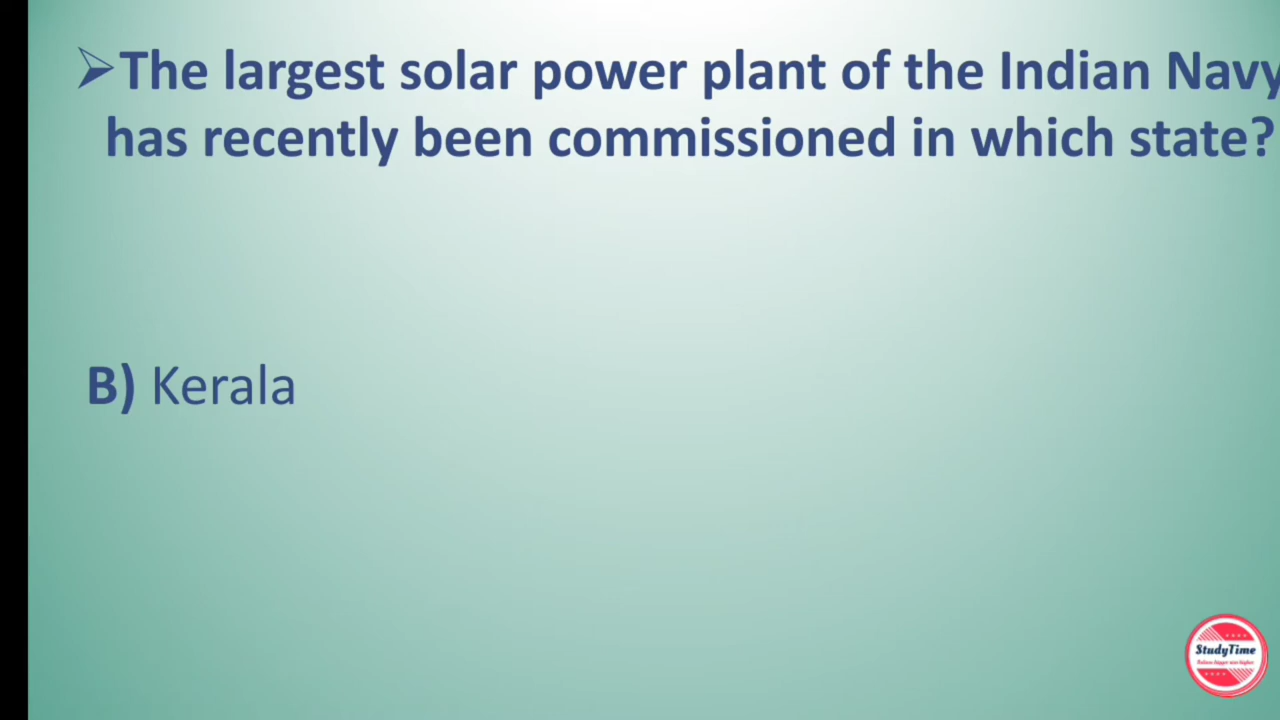 ➢The largest solar power plant of the Indian Navy
has recently been commissioned in which state?
B) Kerala
StudyTime